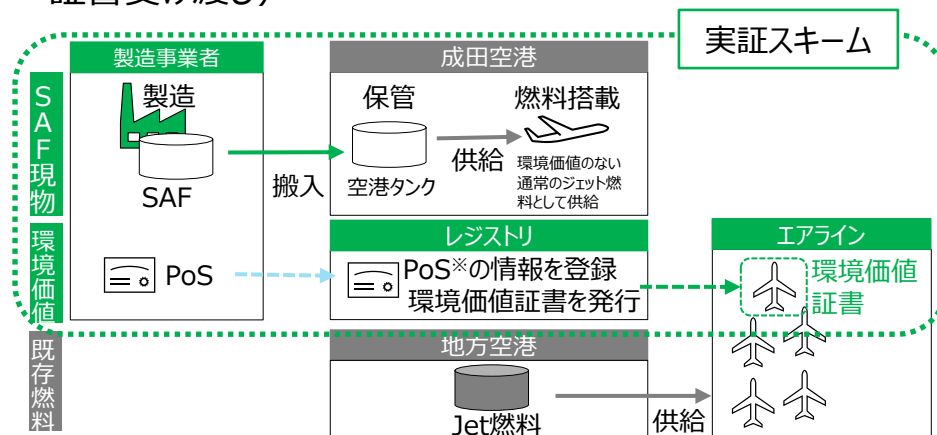 証書受け渡し)
実証スキーム
製造事業者
成田空港
SAF現物
製造
SAF
搬入
保管
空港タンク
供給
燃料搭載
環境価値のない
通常のジェット燃
料として供給
環境価値
PoS
レジストリ
PoS※の情報を登録
環境価値証書を発行
エアライン
環境価値
証書
既存燃料
地方空港
Jet燃料
供給